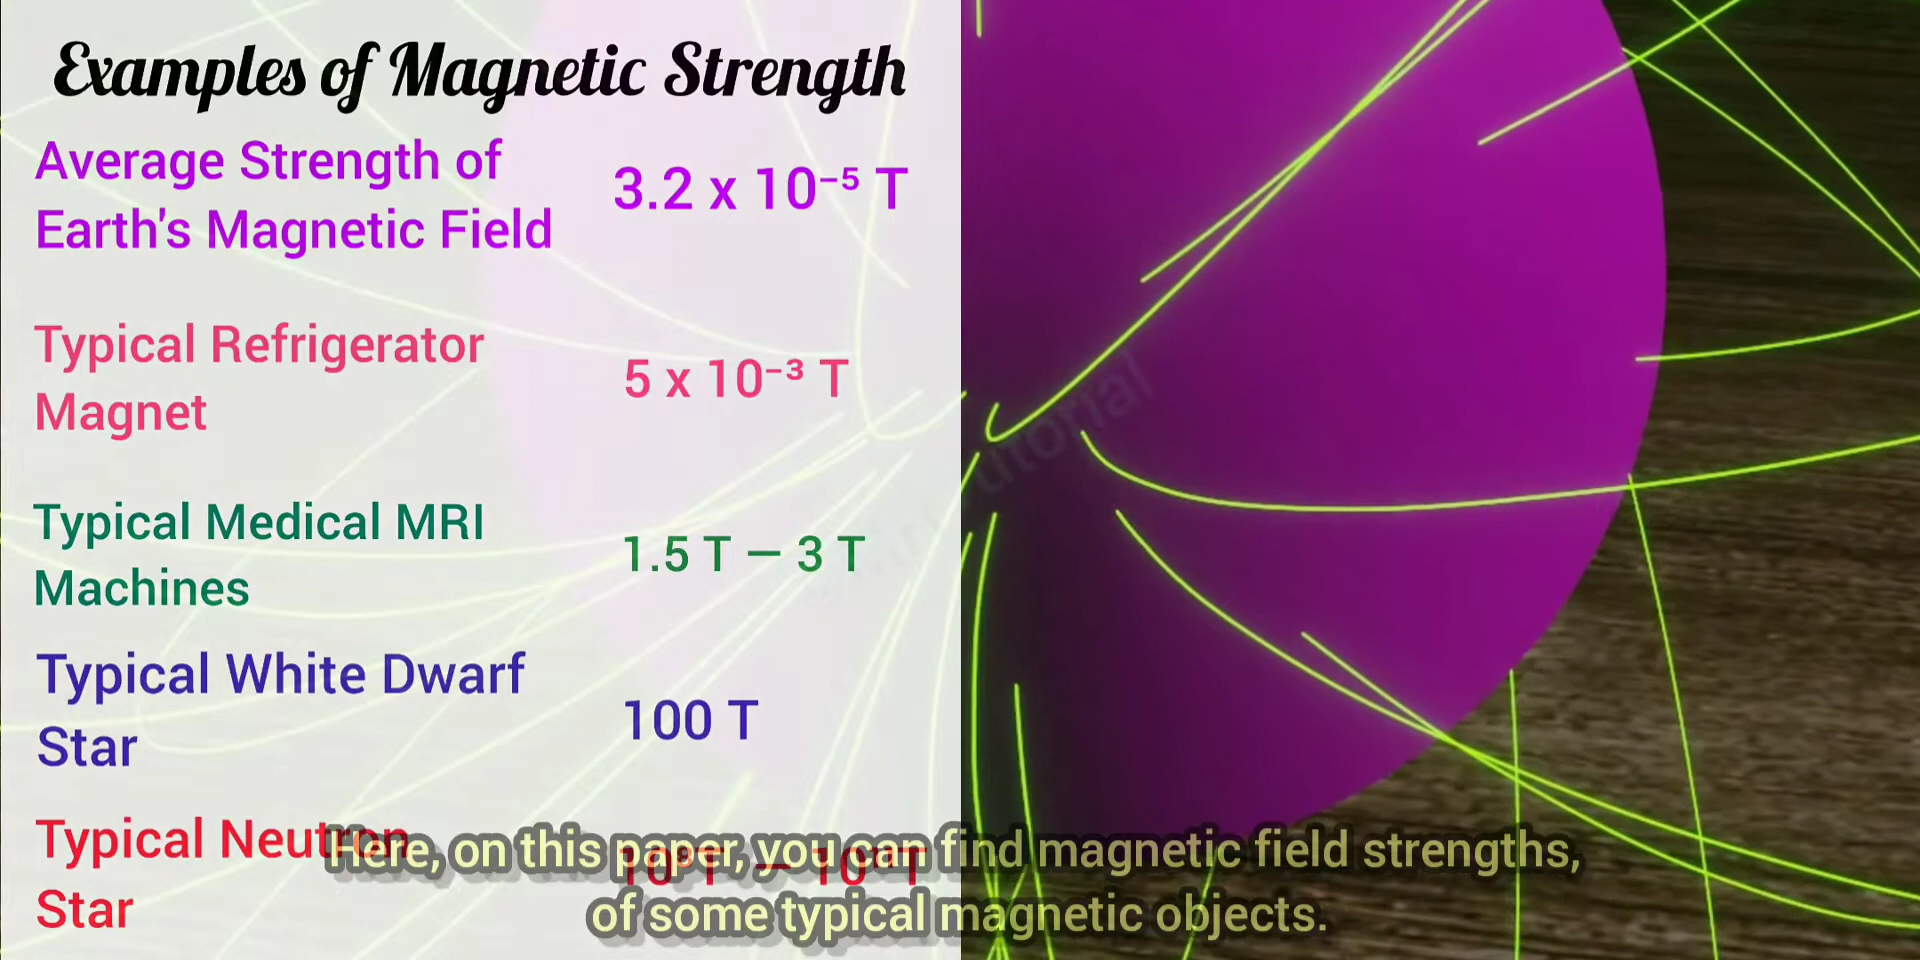 Examples of Magnetic Strength
Average Strength of
Earth's Magnetic Field
3.2 x 10⁻⁵ T
Typical Refrigerator
Magnet
5 x 10⁻³ T
Typical Medical MRI
Machines
1.5 T – 3 T
Typical White Dwarf
Star
100 T
Typical Neutron
Star
Here, on this paper, you can find magnetic field strengths,
of some typical magnetic objects.